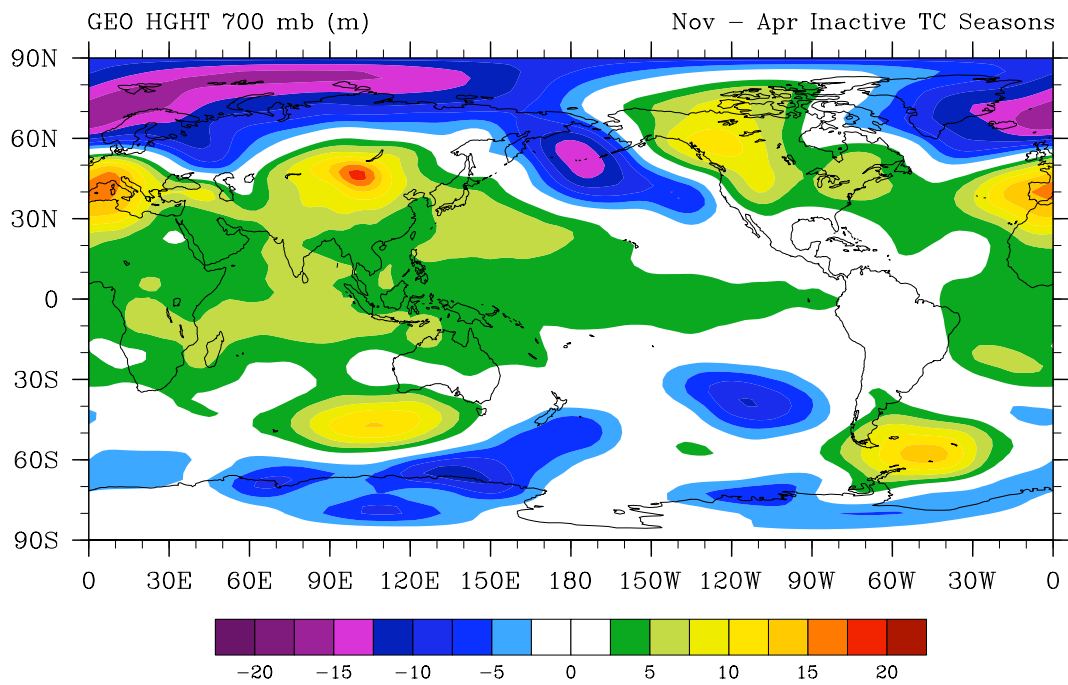 GEO HGHT 700 mb (m) Nov – Apr Inactive TC Seasons
90N
60N
30N
0
30S
60S
90S
0 30E 60E 90E 120E 150E 180 150W 120W 90W 60W 30W 0
−20 −15 −10 −5 0 5 10 15 20